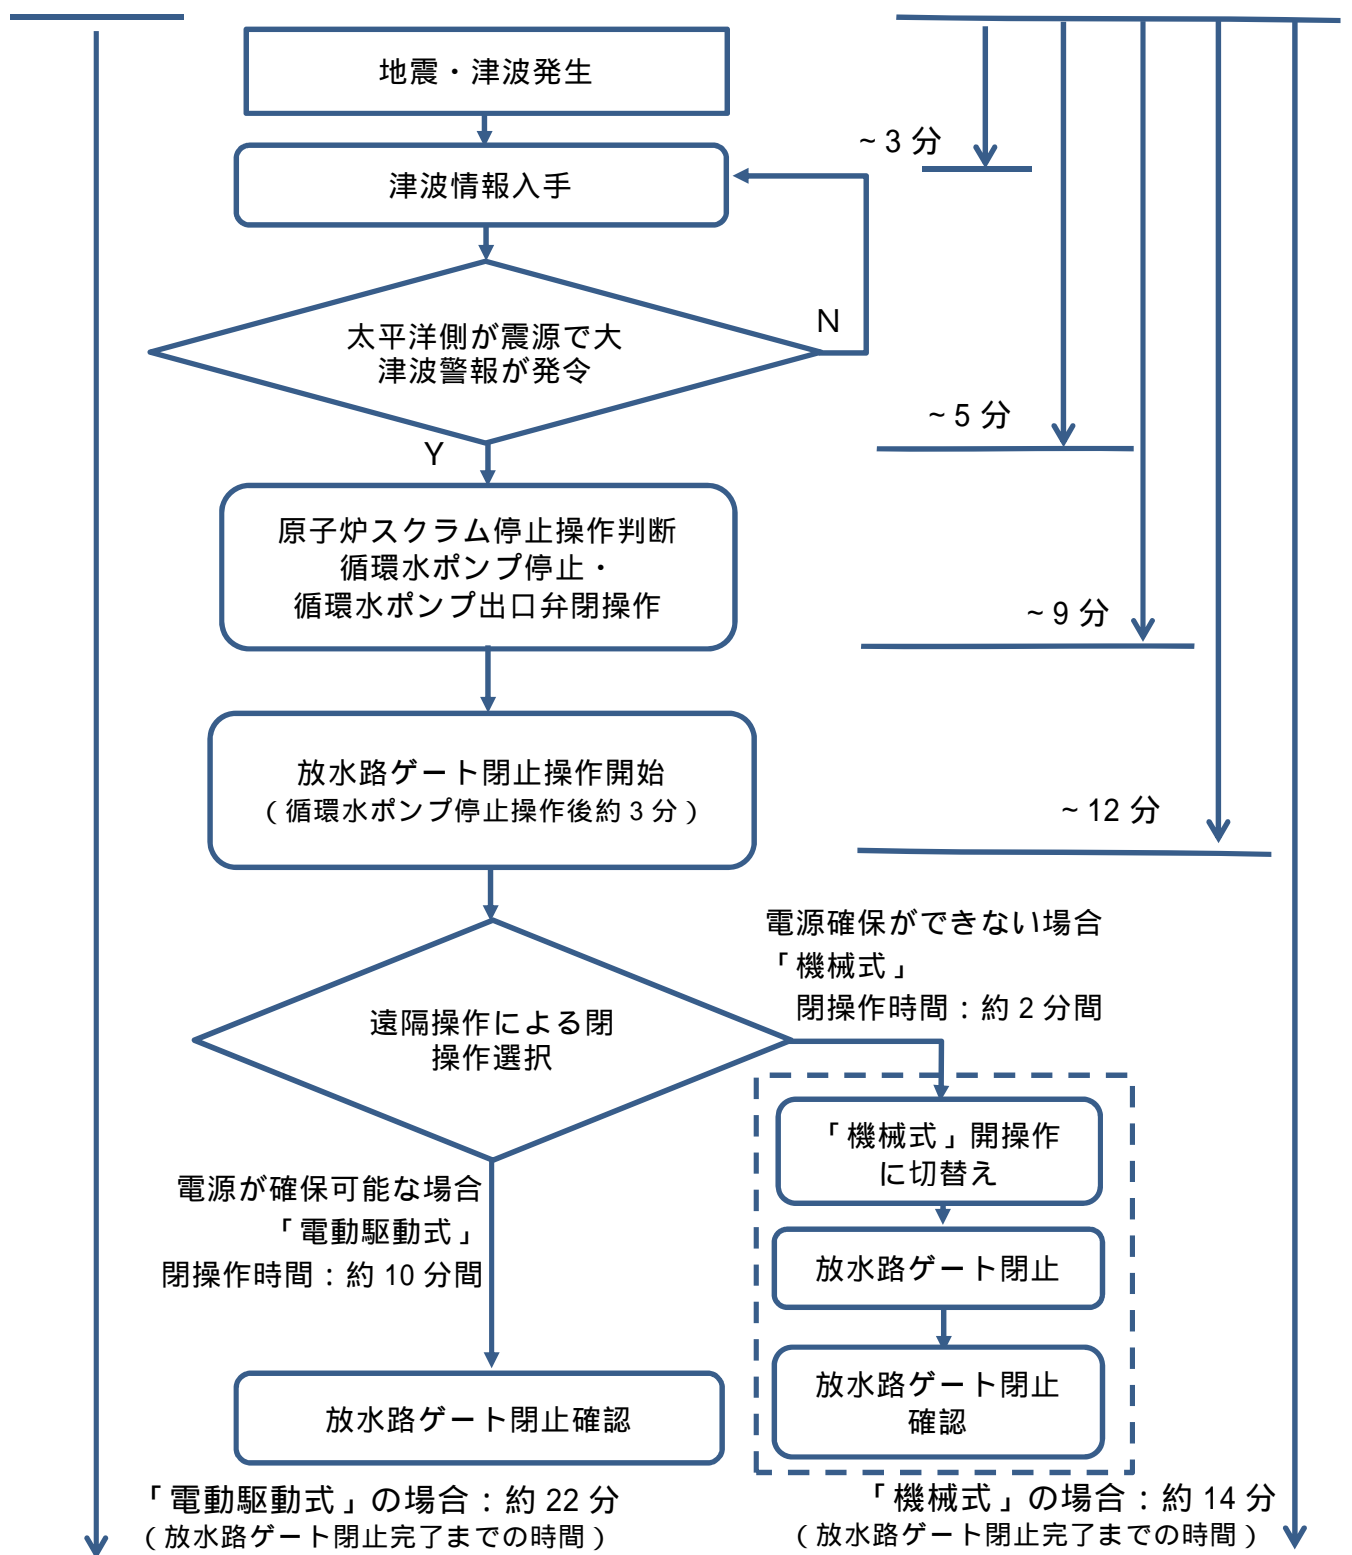 地震・津波発生
~3分
津波情報入手
N
太平洋側が震源で大
津波警報が発令
~5分
Y
原子炉スクラム停止操作判断
循環水ポンプ停止・
循環水ポンプ出口弁閉操作
~9分
放水路ゲート閉止操作開始
(循環水ポンプ停止操作後約3分)
~12分
電源確保ができない場合
「機械式」
閉操作時間:約2分間
遠隔操作による閉
操作選択
「機械式」開操作
に切替え
電源が確保可能な場合
「電動駆動式」
閉操作時間:約10分間
放水路ゲート閉止
放水路ゲート閉止
確認
放水路ゲート閉止確認
「電動駆動式」の場合:約22分
(放水路ゲート閉止完了までの時間)
「機械式」の場合:約14分
(放水路ゲート閉止完了までの時間)